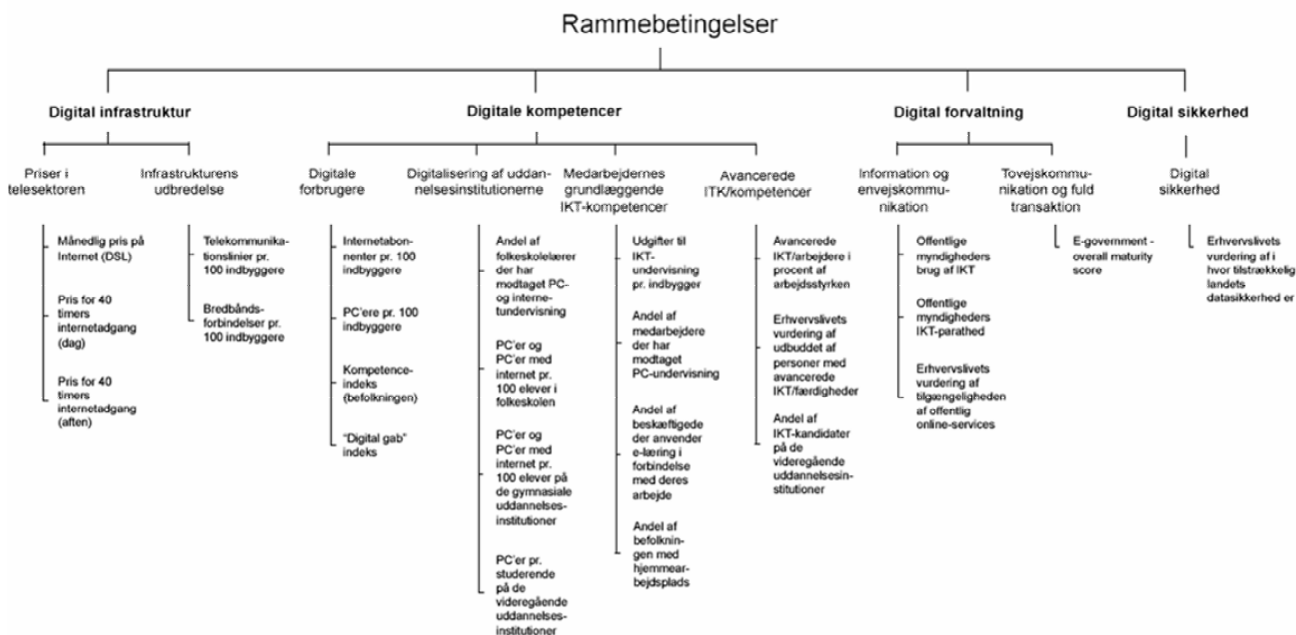 Rammebetingelser
Digital infrastruktur
Digitale kompetencer
Digital forvaltning
Digital sikkerhed
Priser i
telesektoren
Infrastrukturens
udbredelse
Digitale
forbrugere
Digitalisering af uddan-
nelsesinstitutionerne
Medarbejdernes
grundlæggende
IKT-kompetencer
Avancerede
ITK/kompetencer
Information og
envejskommu-
nikation
Tovejskommu-
nikation og fuld
transaktion
Digital
sikkerhed
Månedlig pris på
Internet (DSL)
Pris for 40
timers
internetadgang
(dag)
Pris for 40
timers
internetadgang
(aften)
Telekommunika-
tionslinier pr.
100 indbyggere
Bredbånds-
forbindelser pr.
100 indbyggere
Internetabon-
nenter pr. 100
indbyggere
PC'ere pr. 100
indbyggere
Kompetence-
indeks
(befolkningen)
"Digital gab"
indeks
Andel af
folkeskolelærer
der har
modtaget PC-
og interne-
tundervisning
PC'er og
PC'er med
internet pr.
100 elever i
folkeskolen
PC'er og
PC'er med
internet pr.
100 elever på
de gymnasiale
uddannelses-
institutioner
PC'er pr.
studerende
på de
videregående
uddannelses-
institutioner
Udgifter til
IKT-
undervisning
pr. indbygger
Andel af
medarbejdere
der har
modtaget
PC-undervisning
Andel af
beskæftigede
der anvender
e-læring i
forbindelse
med deres
arbejde
Andel af
befolknin-
gen med
hjemmear-
bejdsplads
Avancerede
IKT/arbejdere i
procent af
arbejdsstyrken
Erhvervslivets
vurdering af
udbuddet af
personer med
avancerede
IKT/færdigheder
Andel af
IKT-kandidater
på de
videregående
uddannelsesin-
stitutioner
Offentlige
myndigheders
brug af IKT
Offentlige
myndigheders
IKT-parathed
Erhvervslivets
vurdering af
tilgængeligheden
af offentlig
online-services
E-government -
overall maturity
score
Erhvervslivets
vurdering af i
hvor tilstrækkelig
landets
datasikkerhed er